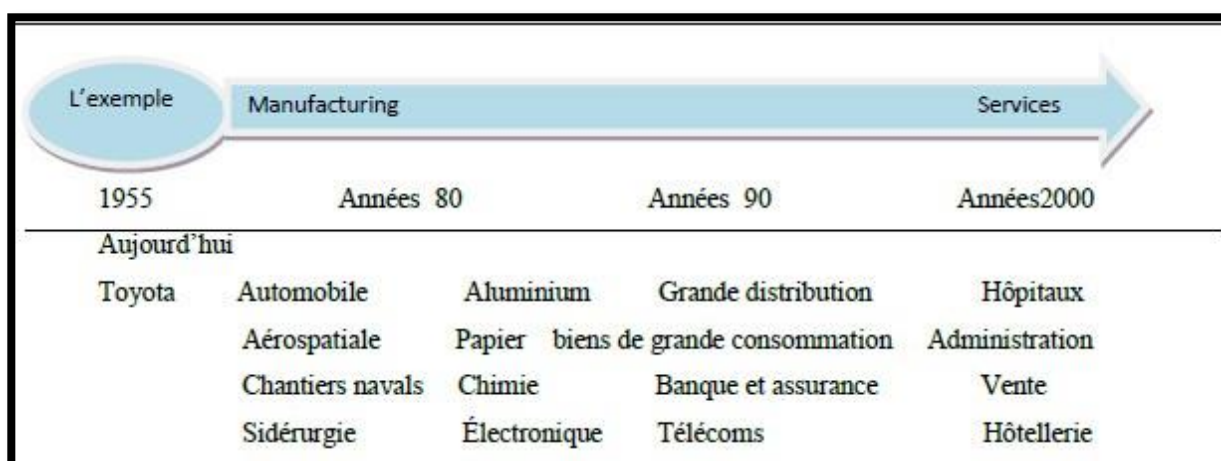 L'exemple Manufacturing Services
1955 Années 80 Années 90 Années2000
Aujourd'hui
Toyota Automobile Aluminium Grande distribution Hôpitaux
Aérospatiale Papier biens de grande consommation Administration
Chantiers navals Chimie Banque et assurance Vente
Sidérurgie Électronique Télécoms Hôtellerie